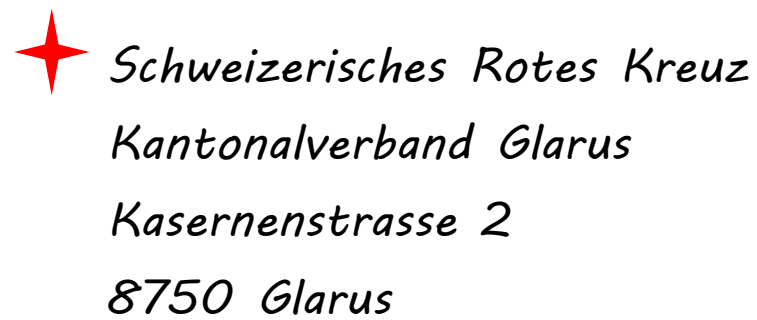 Schweizerisches Rotes Kreuz
Kantonalverband Glarus
Kasernenstrasse 2
8750 Glarus